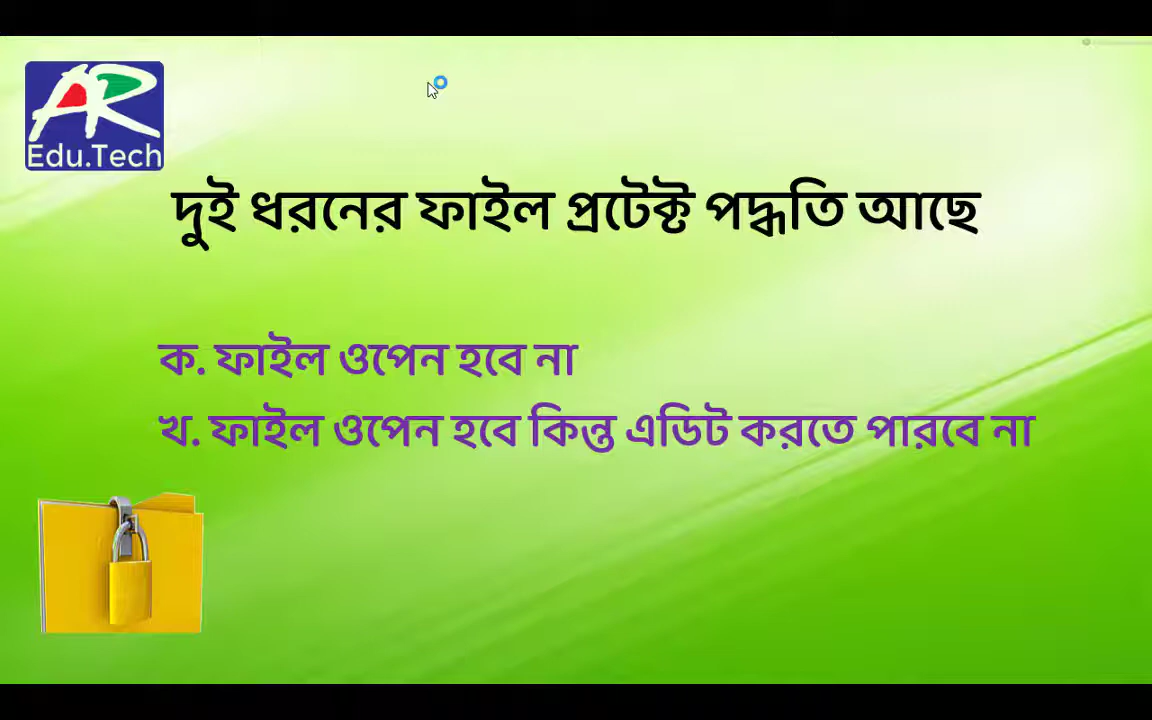 AR
Edu.Tech
দুই ধরনের ফাইল প্রটেক্ট পদ্ধতি আছে
ক. ফাইল ওপেন হবে না
খ. ফাইল ওপেন হবে কিন্তু এডিট করতে পারবে না